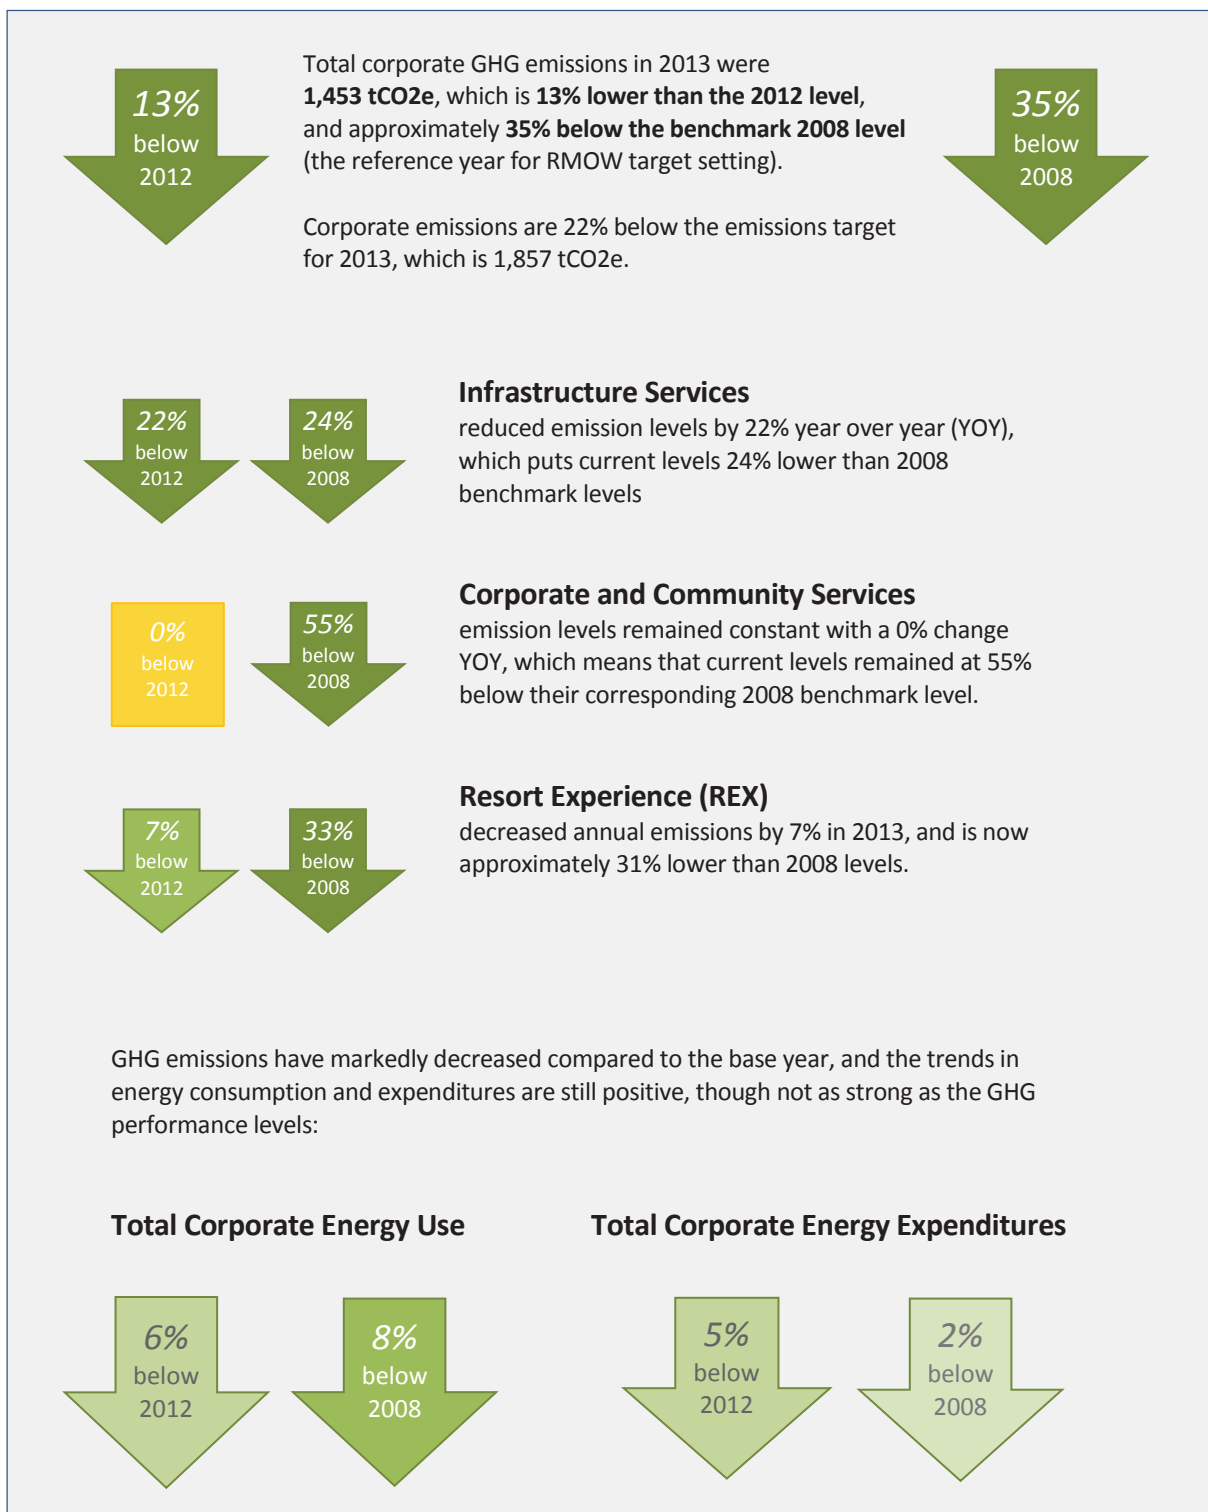 13%
below
2012
Total corporate GHG emissions in 2013 were
1,453 tCO2e, which is 13% lower than the 2012 level,
and approximately 35% below the benchmark 2008 level
(the reference year for RMOW target setting).
35%
below
2008
Corporate emissions are 22% below the emissions target
for 2013, which is 1,857 tCO2e.
22%
below
2012
24%
below
2008
Infrastructure Services
reduced emission levels by 22% year over year (YOY),
which puts current levels 24% lower than 2008
benchmark levels
0%
below
2012
55%
below
2008
Corporate and Community Services
emission levels remained constant with a 0% change
YOY, which means that current levels remained at 55%
below their corresponding 2008 benchmark level.
7%
below
2012
33%
below
2008
Resort Experience (REX)
decreased annual emissions by 7% in 2013, and is now
approximately 31% lower than 2008 levels.
GHG emissions have markedly decreased compared to the base year, and the trends in
energy consumption and expenditures are still positive, though not as strong as the GHG
performance levels:
Total Corporate Energy Use
6%
below
2012
8%
below
2008
Total Corporate Energy Expenditures
5%
below
2012
2%
below
2008